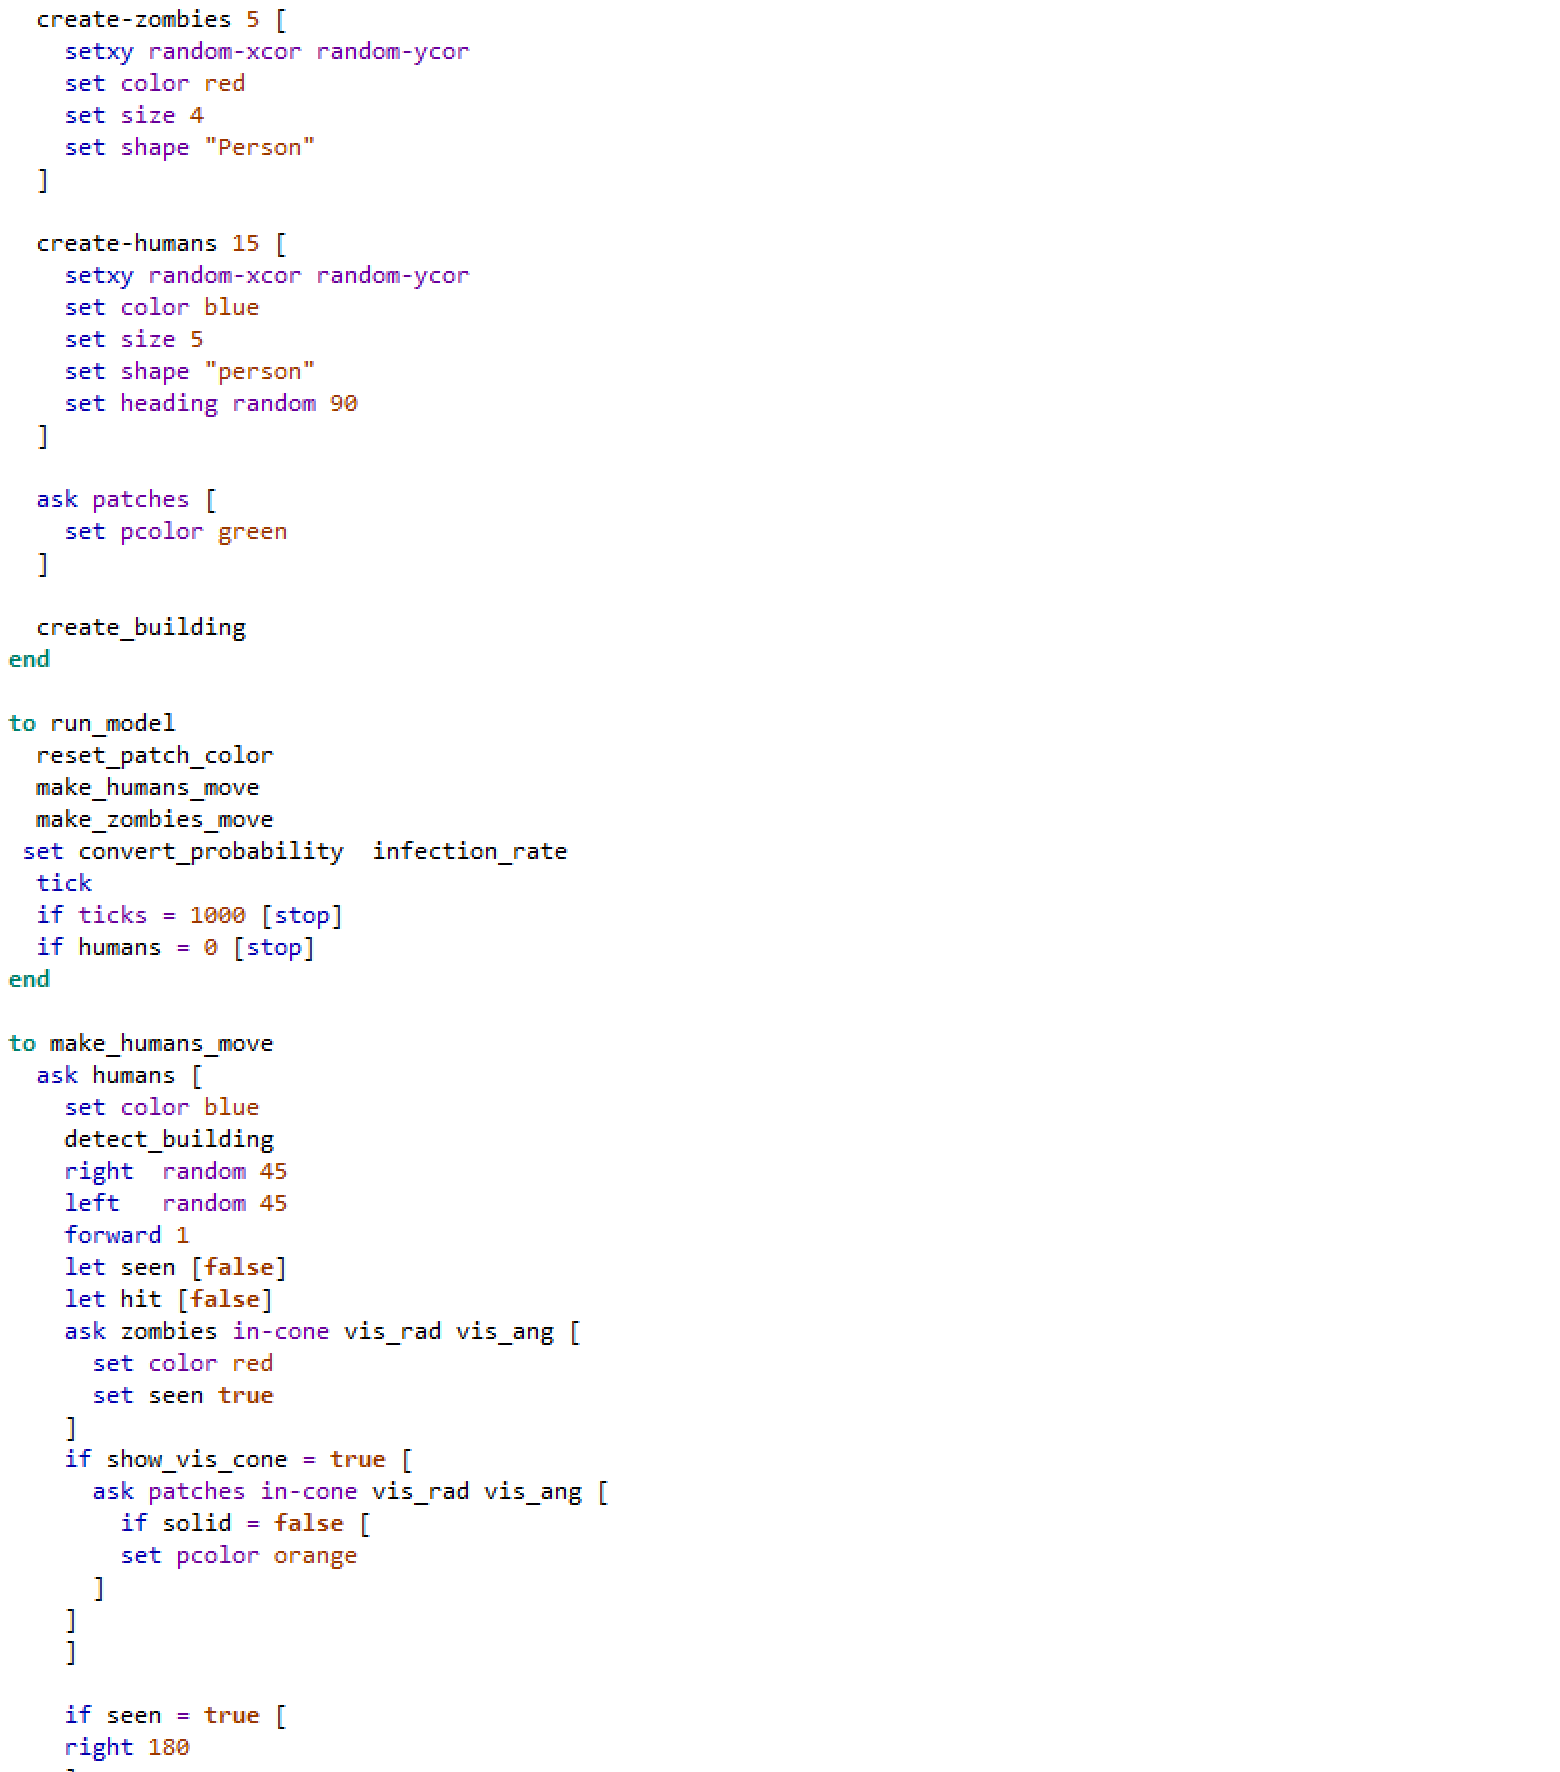 create-zombies 5 [
setxy random-xcor random-ycor
set color red
set size 4
set shape "Person"
]
create-humans 15 [
setxy random-xcor random-ycor
set color blue
set size 5
set shape "person"
set heading random 90
]
ask patches [
set pcolor green
]
create_building
end
to run_model
reset_patch_color
make_humans_move
make_zombies_move
set convert_probability  infection_rate
tick
if ticks = 1000 [stop]
if humans = 0 [stop]
end
to make_humans_move
ask humans [
set color blue
detect_building
right  random 45
left   random 45
forward 1
let seen [false]
let hit [false]
ask zombies in-cone vis_rad vis_ang [
set color red
set seen true
]
if show_vis_cone = true [
ask patches in-cone vis_rad vis_ang [
if solid = false [
set pcolor orange
]
]
]
if seen = true [
right 180